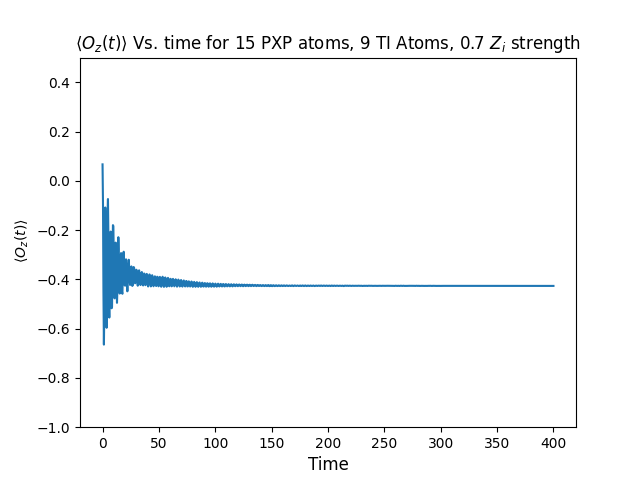 ⟨O_z(t)⟩ Vs. time for 15 PXP atoms, 9 TI Atoms, 0.7 Z_i strength
⟨O_z(t)⟩
0.4
0.2
0.0
−0.2
−0.4
−0.6
−0.8
−1.0
0 50 100 150 200 250 300 350 400
Time